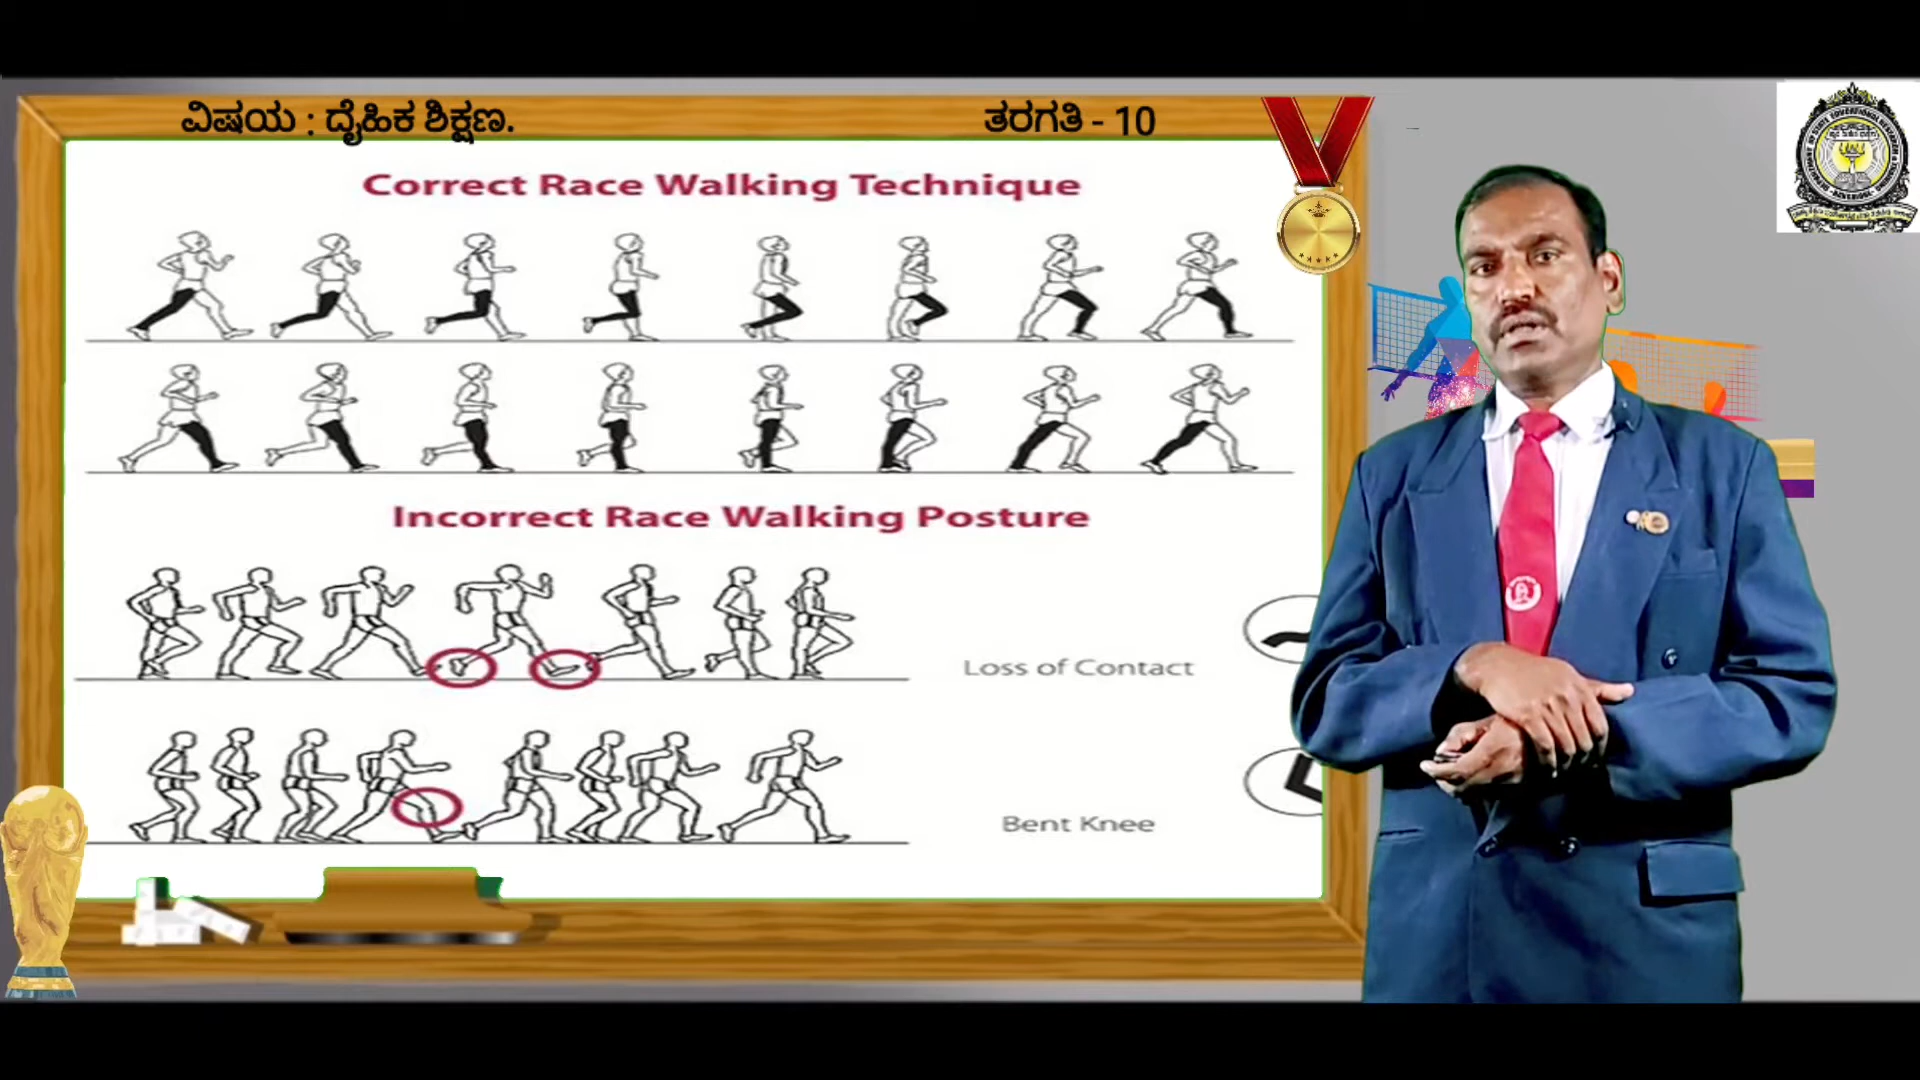 ವಿಷಯ : ದೈಹಿಕ ಶಿಕ್ಷಣ.
ತರಗತಿ - 10
Correct Race Walking Technique
Incorrect Race Walking Posture
Loss of Contact
Bent Knee